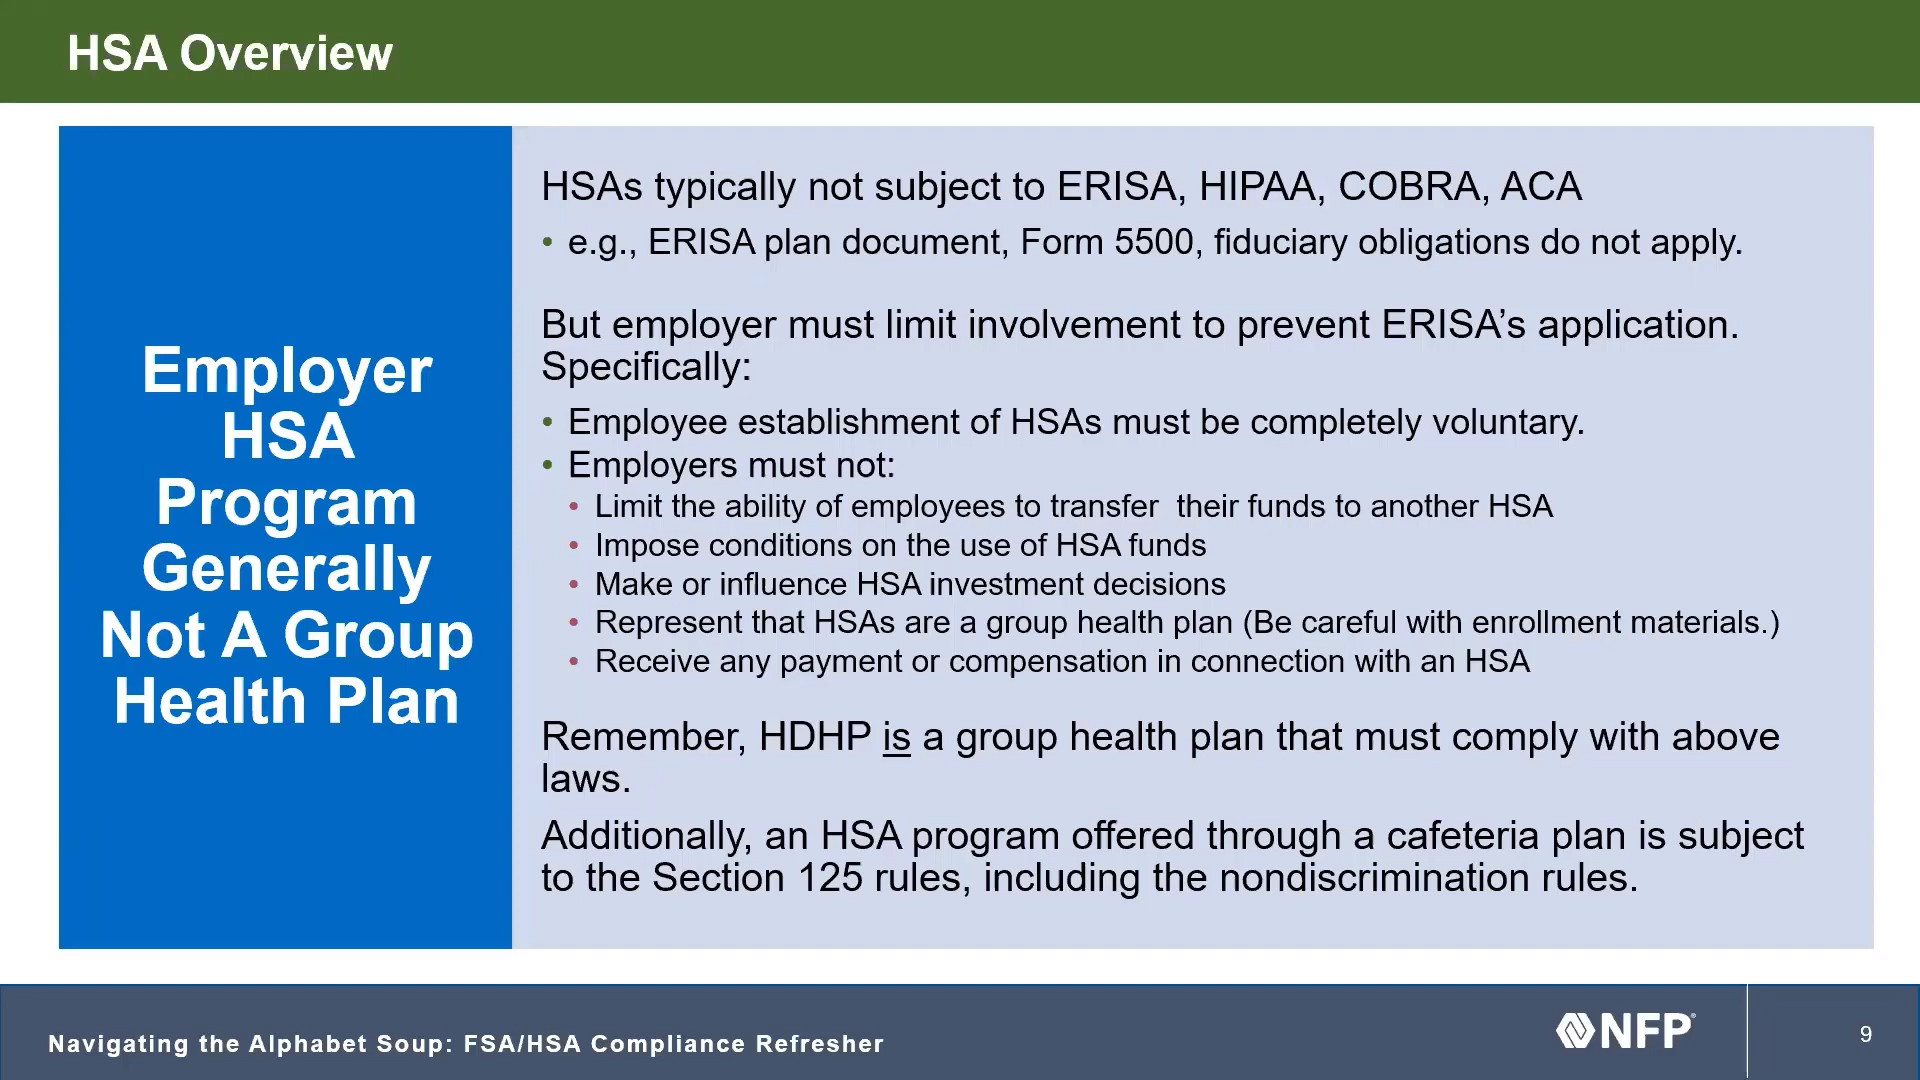 HSA Overview
Employer
HSA
Program
Generally
Not A Group
Health Plan
HSAs typically not subject to ERISA, HIPAA, COBRA, ACA
• e.g., ERISA plan document, Form 5500, fiduciary obligations do not apply.
But employer must limit involvement to prevent ERISA’s application.
Specifically:
• Employee establishment of HSAs must be completely voluntary.
• Employers must not:
• Limit the ability of employees to transfer  their funds to another HSA
• Impose conditions on the use of HSA funds
• Make or influence HSA investment decisions
• Represent that HSAs are a group health plan (Be careful with enrollment materials.)
• Receive any payment or compensation in connection with an HSA
Remember, HDHP is a group health plan that must comply with above
laws.
Additionally, an HSA program offered through a cafeteria plan is subject
to the Section 125 rules, including the nondiscrimination rules.
Navigating the Alphabet Soup: FSA/HSA Compliance Refresher
NFP®
9